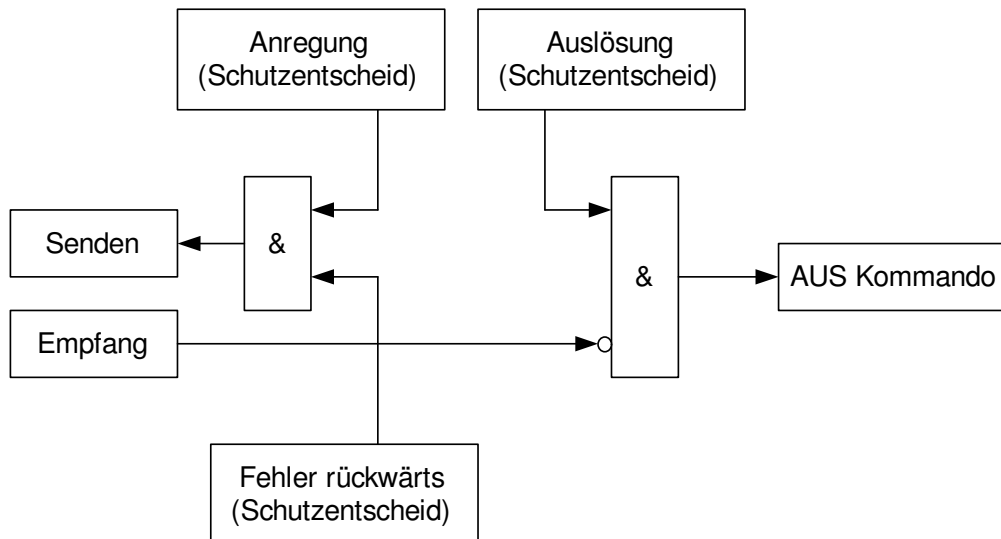 Anregung
(Schutzentscheid)
Auslösung
(Schutzentscheid)
Senden
&
&
AUS Kommando
Empfang
Fehler rückwärts
(Schutzentscheid)